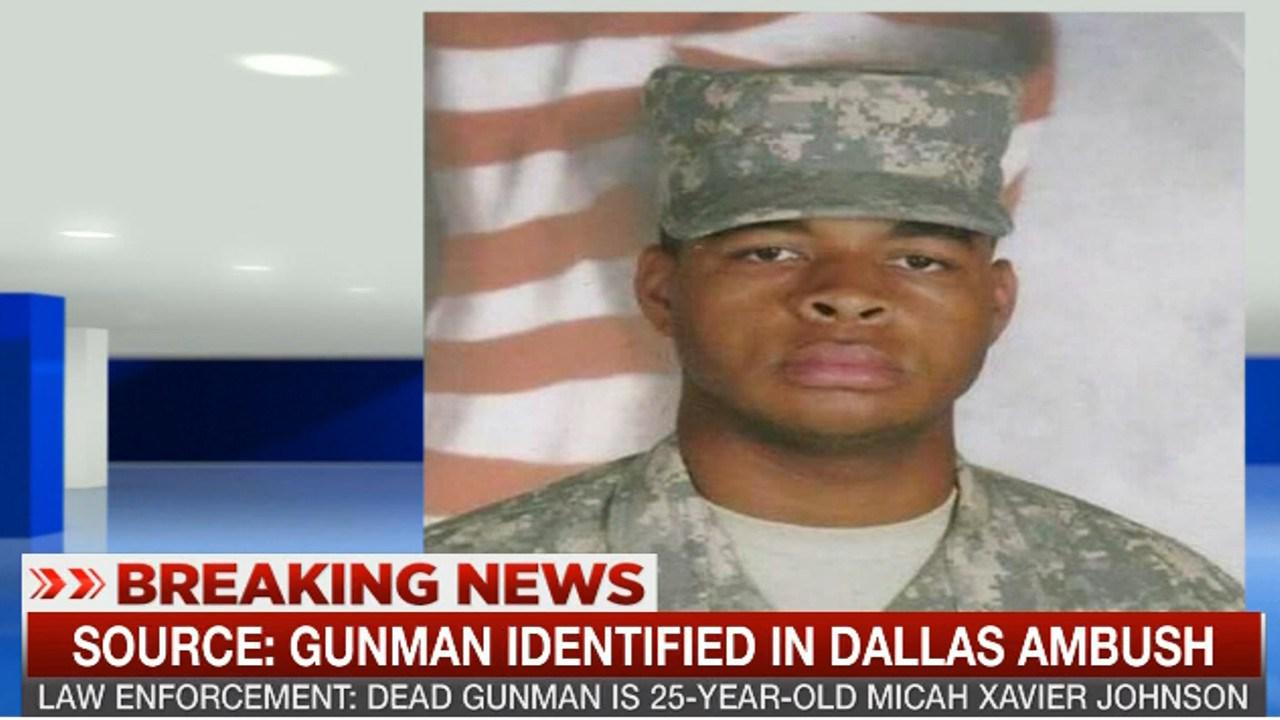 BREAKING NEWS
SOURCE: GUNMAN IDENTIFIED IN DALLAS AMBUSH
LAW ENFORCEMENT: DEAD GUNMAN IS 25-YEAR-OLD MICAH XAVIER JOHNSON